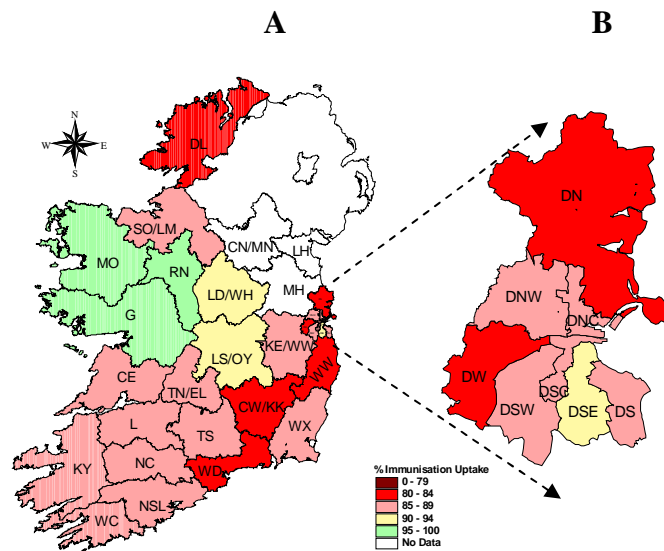 A B
N
W E
S
DL
DN
SO/LM
CN/MN LH
MO RN
LD/WH MH
DNW
G
DNC
LS/OY KE/WW
WW
CE DW
TN/EL DSC
CW/KK DSW DSE DS
L TS WX
KY NC WD
NSL
WC
% Immunisation Uptake
0 - 79
80 - 84
85 - 89
90 - 94
95 - 100
No Data